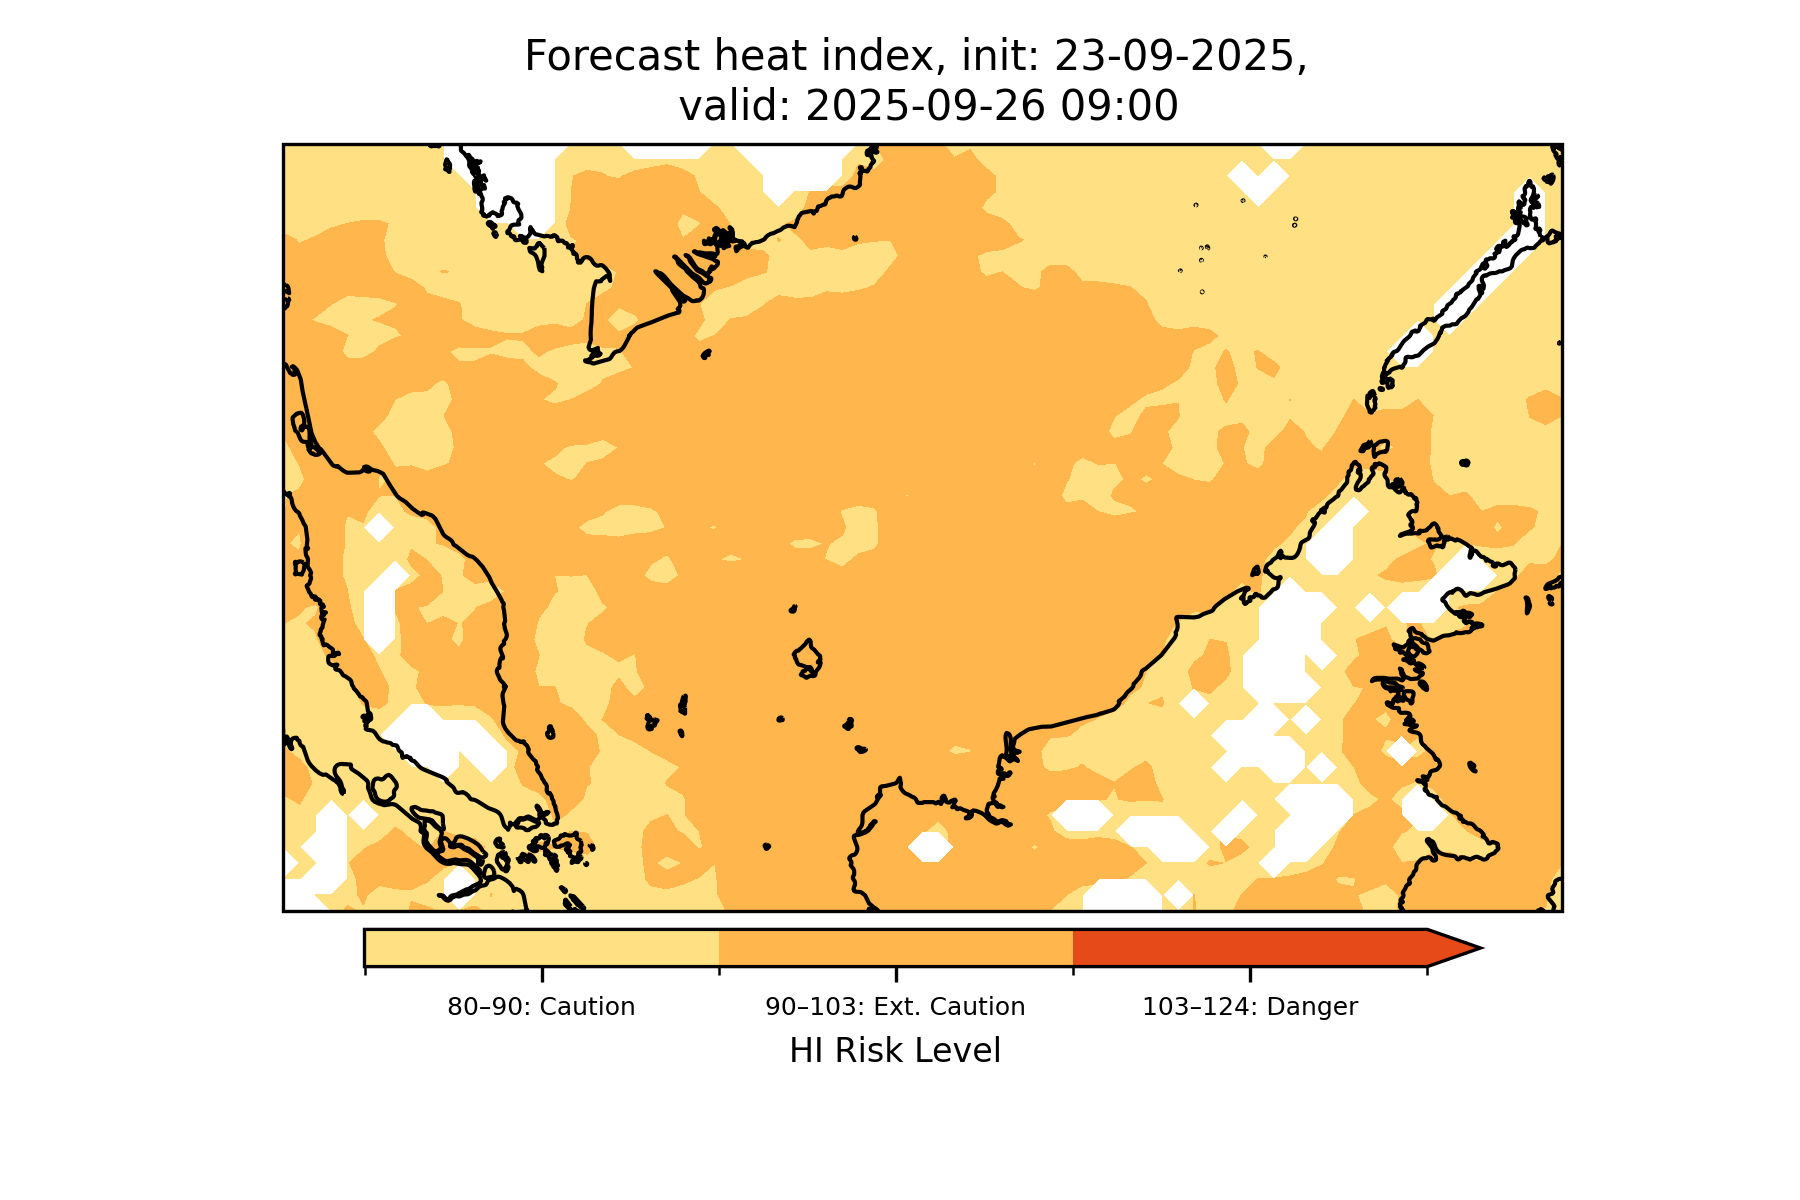 Forecast heat index, init: 23-09-2025,
valid: 2025-09-26 09:00
80–90: Caution
90–103: Ext. Caution
103–124: Danger
HI Risk Level